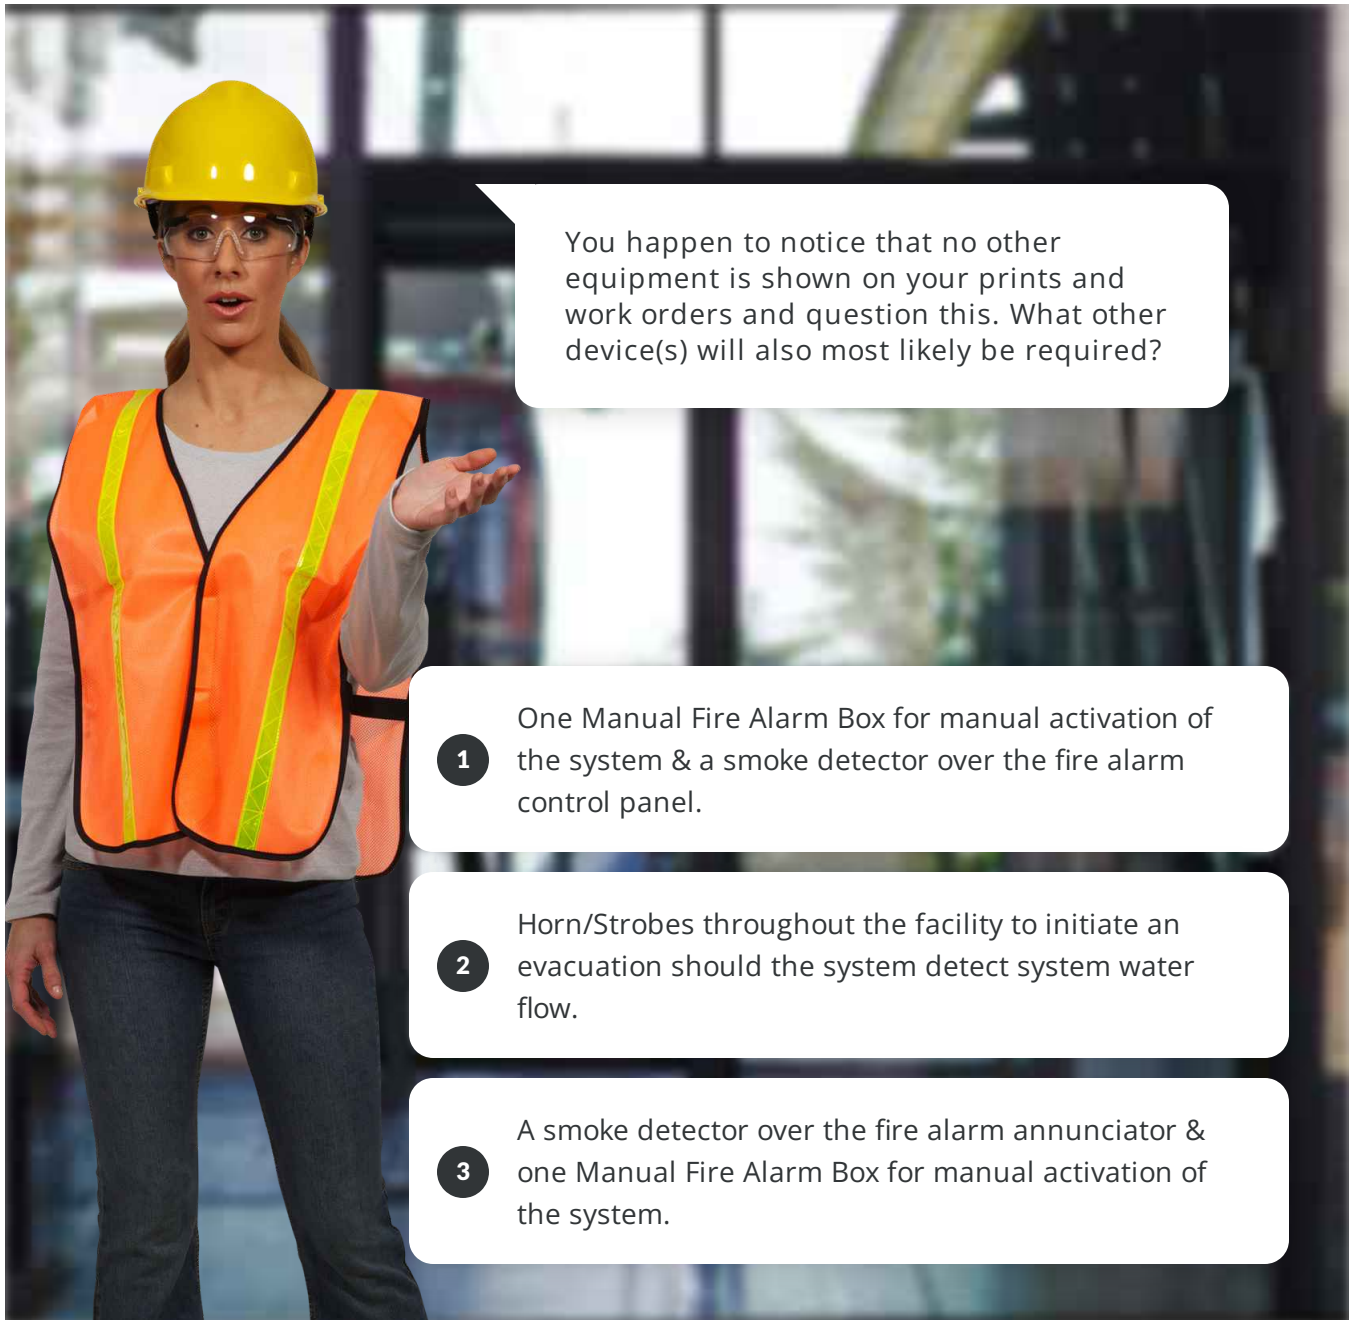 You happen to notice that no other
equipment is shown on your prints and
work orders and question this. What other
device(s) will also most likely be required?
1
One Manual Fire Alarm Box for manual activation of
the system & a smoke detector over the fire alarm
control panel.
2
Horn/Strobes throughout the facility to initiate an
evacuation should the system detect system water
flow.
3
A smoke detector over the fire alarm annunciator &
one Manual Fire Alarm Box for manual activation of
the system.